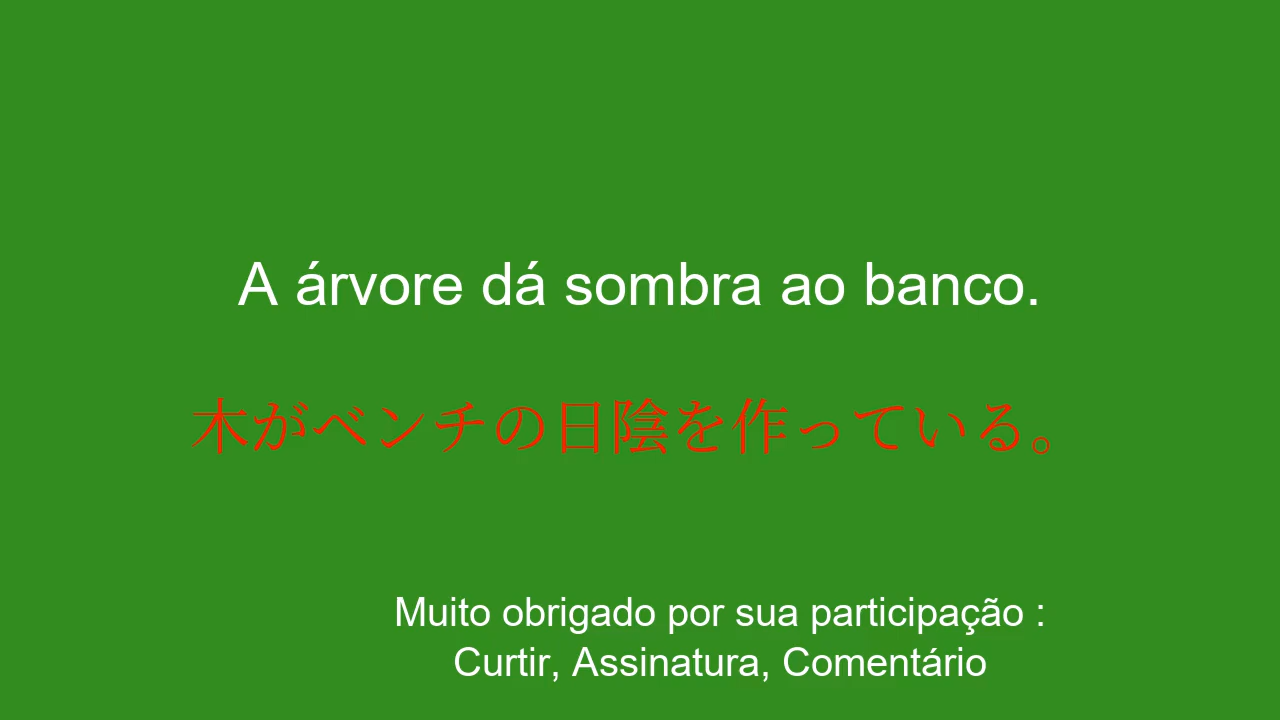 A árvore dá sombra ao banco.
木がベンチの日陰を作っている。
Muito obrigado por sua participação :
Curtir, Assinatura, Comentário